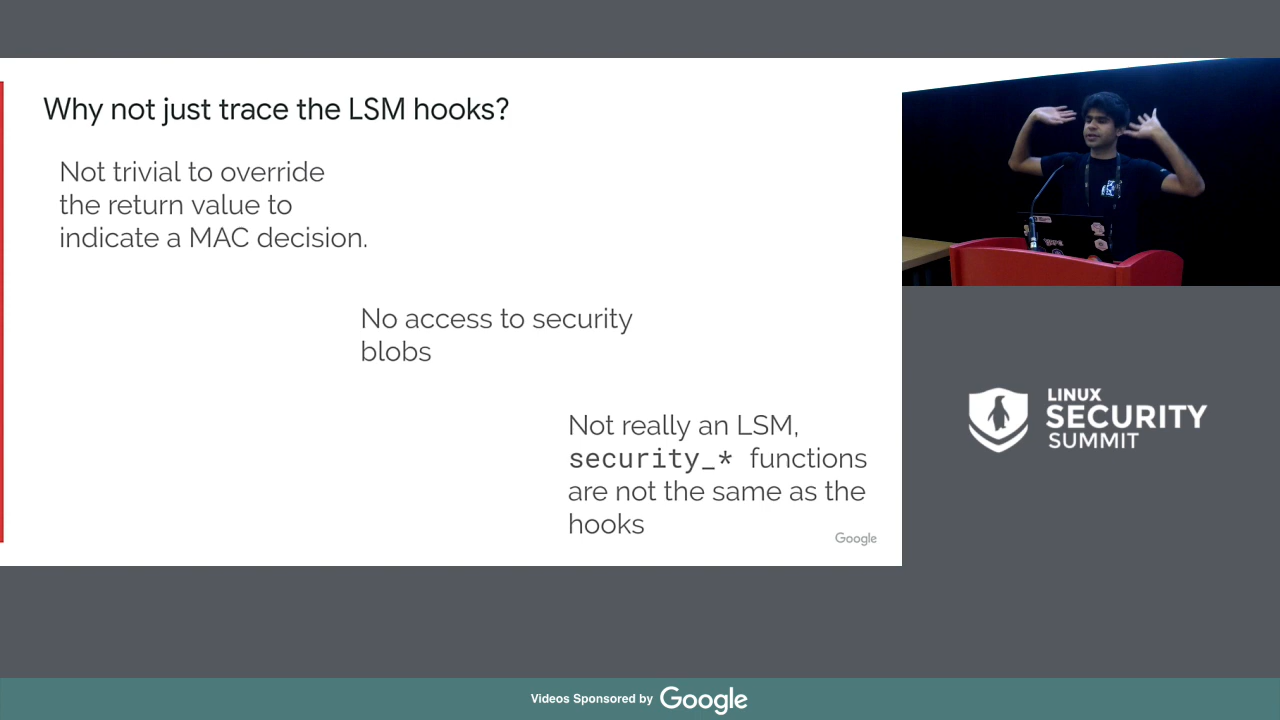 Why not just trace the LSM hooks?
Not trivial to override
the return value to
indicate a MAC decision.
No access to security
blobs
Not really an LSM,
security_* functions
are not the same as the
hooks
Google
LINUX
SECURITY
SUMMIT
Videos Sponsored by Google